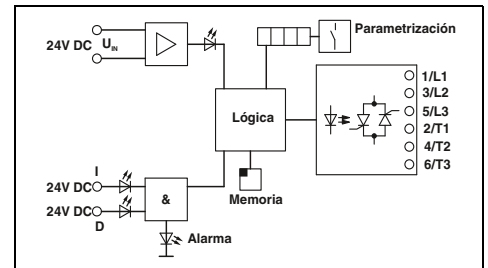 Parametrización
24V DC U_IN
1/L1
3/L2
5/L3
2/T1
4/T2
6/T3
Lógica
Memoria
I
24V DC
24V DC
D
&
Alarma